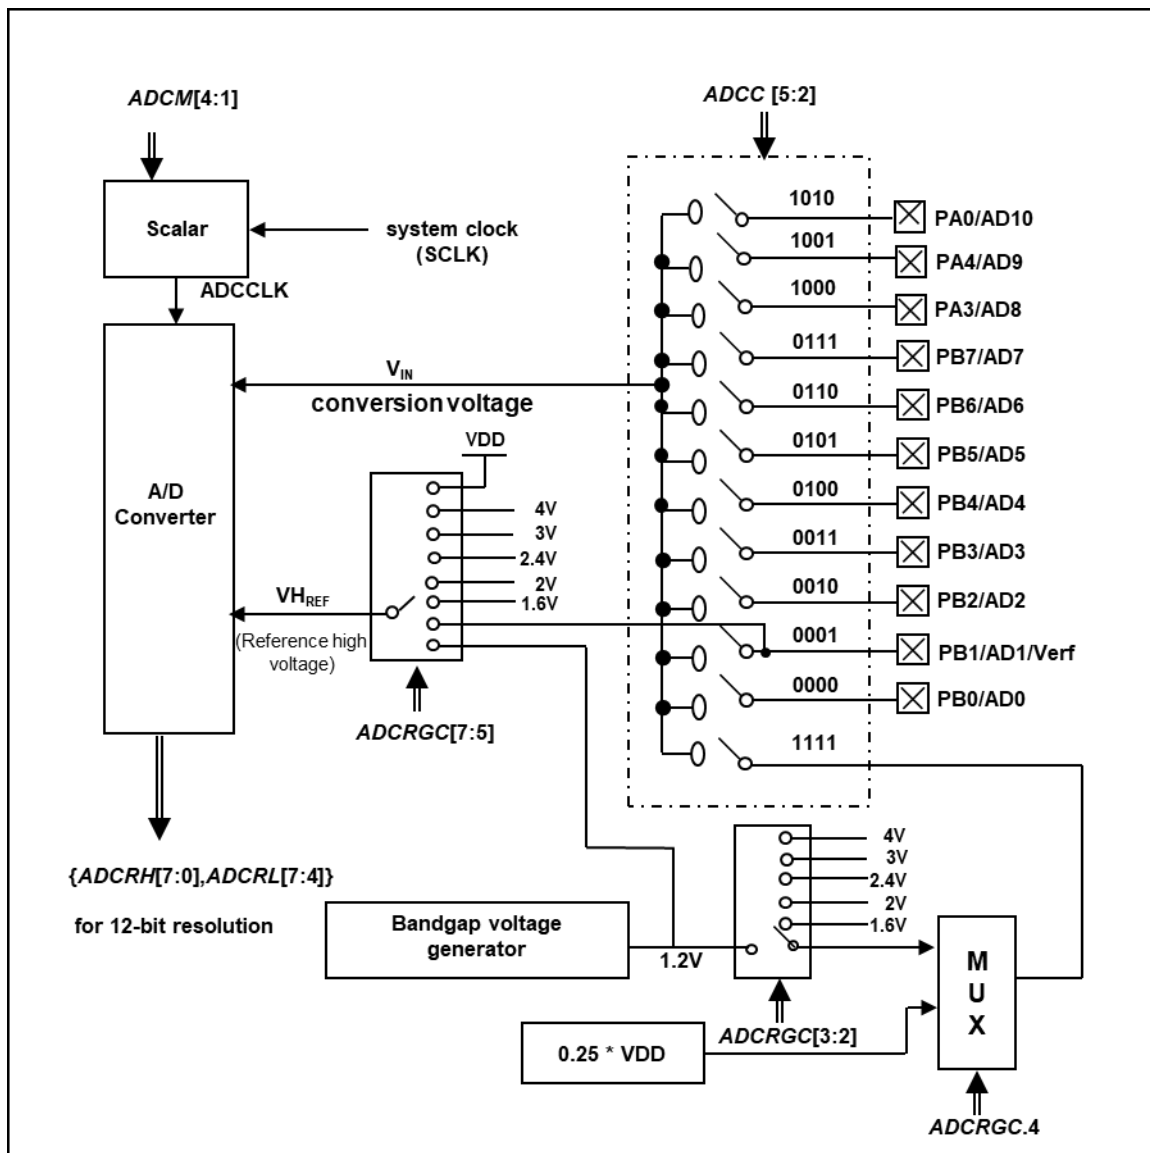 ADCM[4:1]
ADCC [5:2]
Scalar
system clock
(SCLK)
ADCCLK
1010
PA0/AD10
1001
PA4/AD9
1000
PA3/AD8
0111
PB7/AD7
0110
PB6/AD6
0101
PB5/AD5
0100
PB4/AD4
0011
PB3/AD3
0010
PB2/AD2
0001
PB1/AD1/Verf
0000
PB0/AD0
1111
VIN
conversion voltage
VDD
4V
3V
2.4V
2V
1.6V
A/D
Converter
VHREF
(Reference high
voltage)
ADCRGC[7:5]
{ADCRH[7:0],ADCRL[7:4]}
for 12-bit resolution
Bandgap voltage
generator
1.2V
4V
3V
2.4V
2V
1.6V
ADCRGC[3:2]
0.25 * VDD
M
U
X
ADCRGC.4